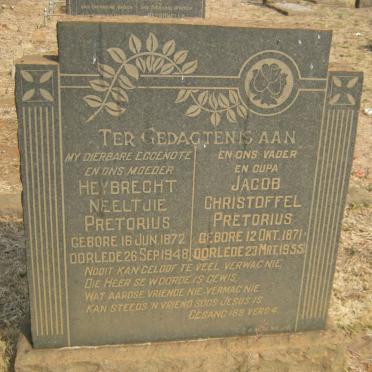 TER GEDAGTENIS AAN
MY DIERBARE EGGENOTE
EN ONS MOEDER
HEYBRECHT
NEELTJIE
PRETORIUS
GEBORE 16 JUN. 1872
OORLEDE 26 SEP. 1948
EN ONS VADER
EN OUPA
JACOB
CHRISTOFFEL
PRETORIUS
GEBORE 12 OKT. 1871
OORLEDE 23 MRT. 1955
NOOIT KAN GELOOF TE VEEL VERWAG NIE,
DIE HEER SE WOORDE IS GEWIS,
WAT AARDSE VRIENDE NIE VERMAG NIE
KAN STEEDS 'N VRIEND SOOS JESUS IS.
GESANG 169 VERS 4.